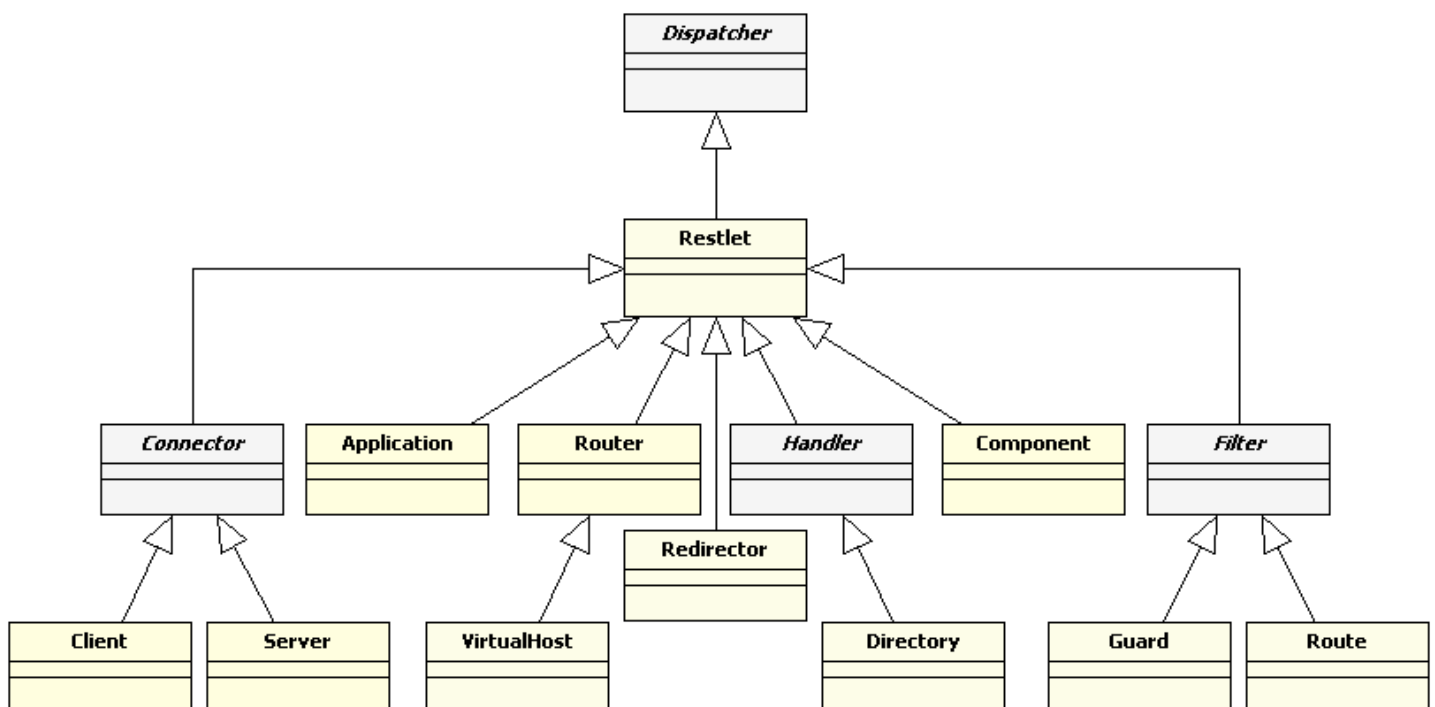 Dispatcher
Restlet
Connector
Application
Router
Handler
Component
Filter
Redirector
Client
Server
VirtualHost
Directory
Guard
Route